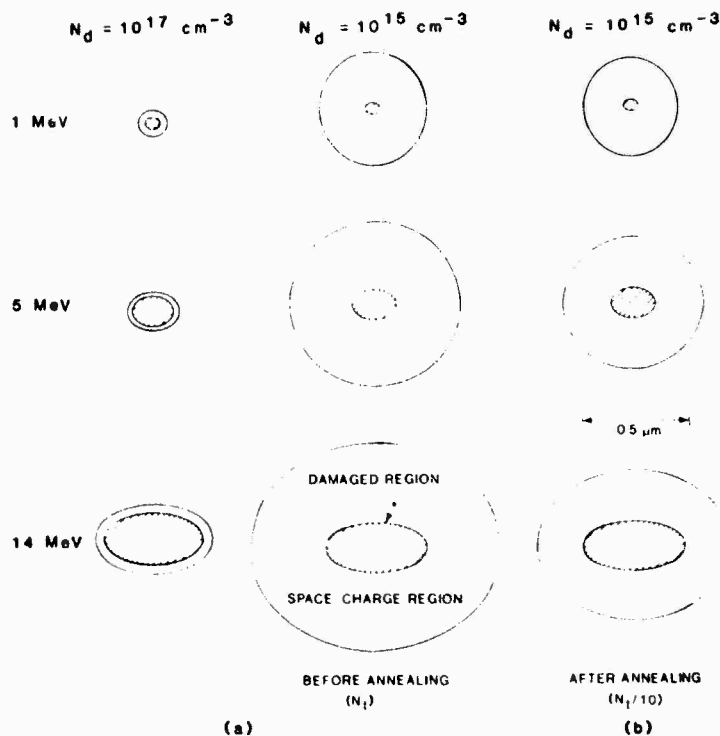 N_d = 10^17 cm^-3 N_d = 10^15 cm^-3 N_d = 10^15 cm^-3
1 MeV
5 MeV
0.5 μm
DAMAGED REGION
14 MeV
SPACE CHARGE REGION
BEFORE ANNEALING AFTER ANNEALING
(N_t) (N_t/10)
(a) (b)